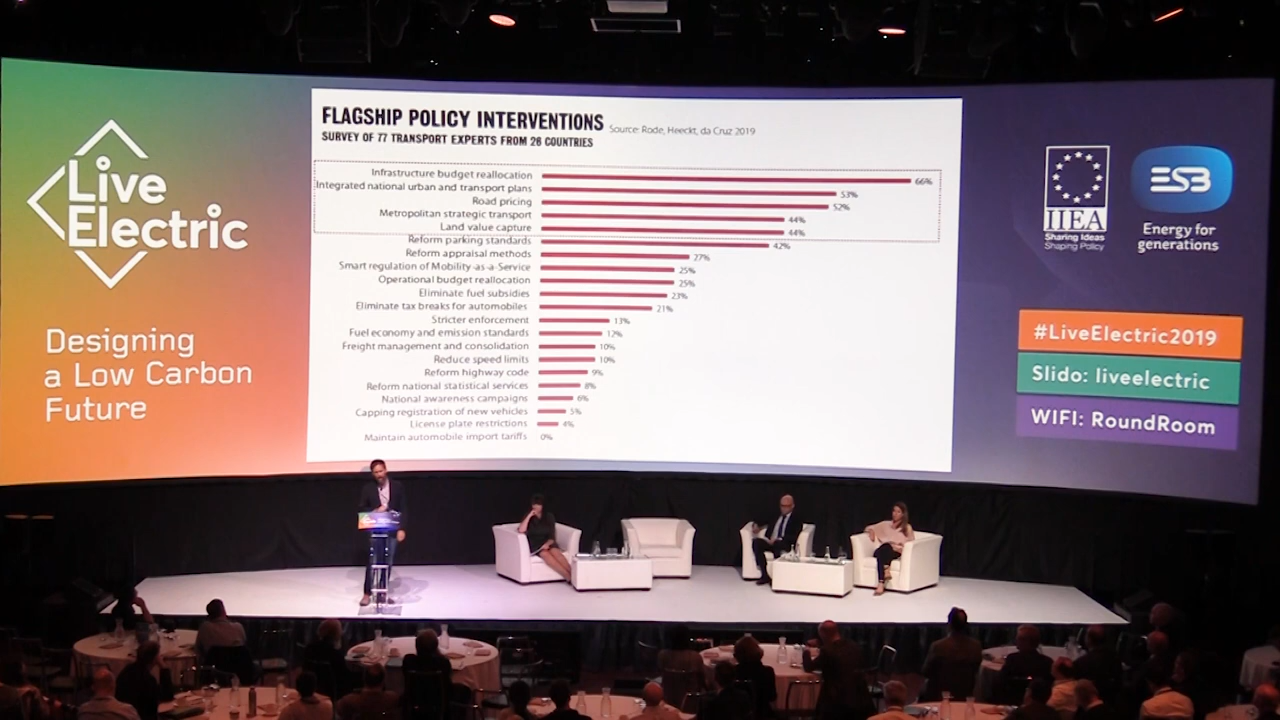 Live
Electric
Designing
a Low Carbon
Future
FLAGSHIP POLICY INTERVENTIONS Source: Rode, Heeckt, da Cruz 2019
SURVEY OF 77 TRANSPORT EXPERTS FROM 26 COUNTRIES
Infrastructure budget reallocation 66%
Integrated national urban and transport plans 53%
Road pricing 52%
Metropolitan strategic transport 44%
Land value capture 44%
Reform parking standards 42%
Reform appraisal methods 27%
Smart regulation of Mobility-as-a-Service 25%
Operational budget reallocation 25%
Eliminate fuel subsidies 23%
Eliminate tax breaks for automobiles 21%
Stricter enforcement 13%
Fuel economy and emission standards 12%
Freight management and consolidation 10%
Reduce speed limits 10%
Reform highway code 9%
Reform national statistical services 8%
National awareness campaigns 6%
Capping registration of new vehicles 5%
License plate restrictions 4%
Maintain automobile import tariffs 0%
IIEA
Sharing Ideas
Shaping Policy
ESB
Energy for
generations
#LiveElectric2019
Slido: liveelectric
WIFI: RoundRoom